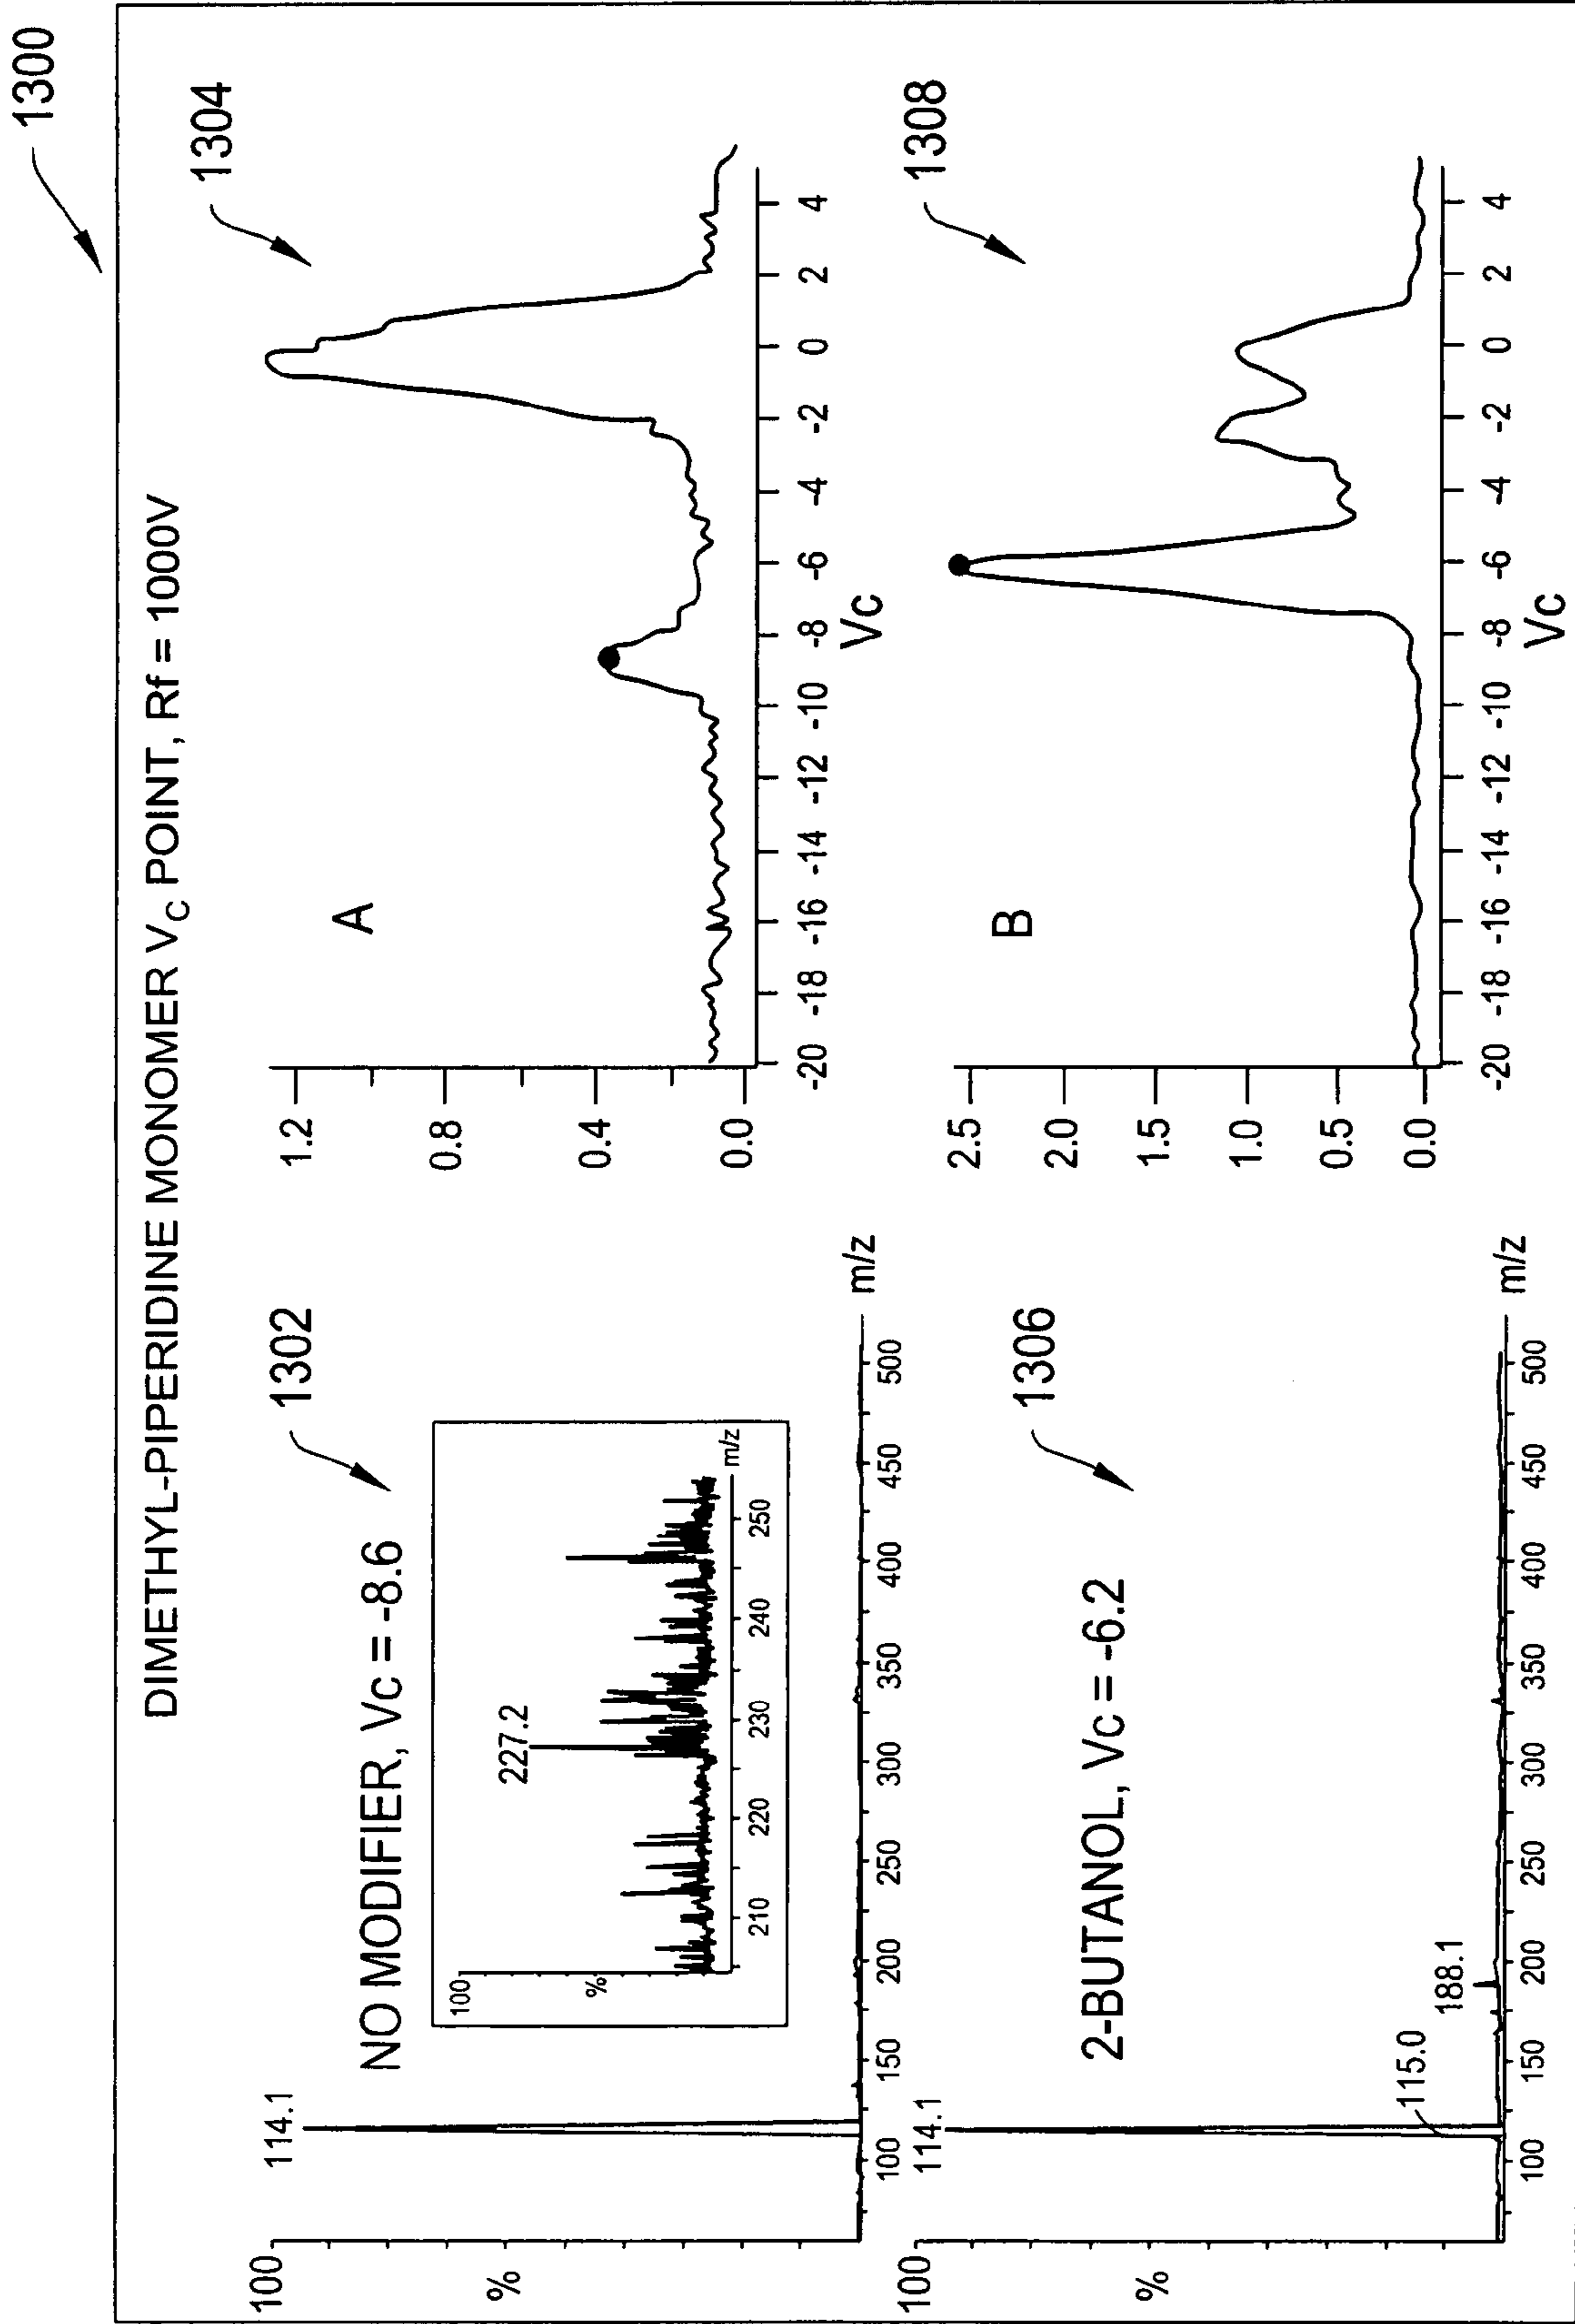 1300
DIMETHYL-PIPERIDINE MONOMER VC POINT, Rf = 1000V
1302
NO MODIFIER, Vc = -8.6
100
%
114.1
100 150 200 250 300 350 400 450 500 m/z
100
%
227.2
210 220 230 240 250 m/z
1304
A
1.2
0.8
0.4
0.0
-20 -18 -16 -14 -12 -10 -8 -6 -4 -2 0 2 4
Vc
1306
2-BUTANOL, Vc = -6.2
100
%
114.1
115.0
188.1
100 150 200 250 300 350 400 450 500 m/z
1308
B
2.5
2.0
1.5
1.0
0.5
0.0
-20 -18 -16 -14 -12 -10 -8 -6 -4 -2 0 2 4
Vc